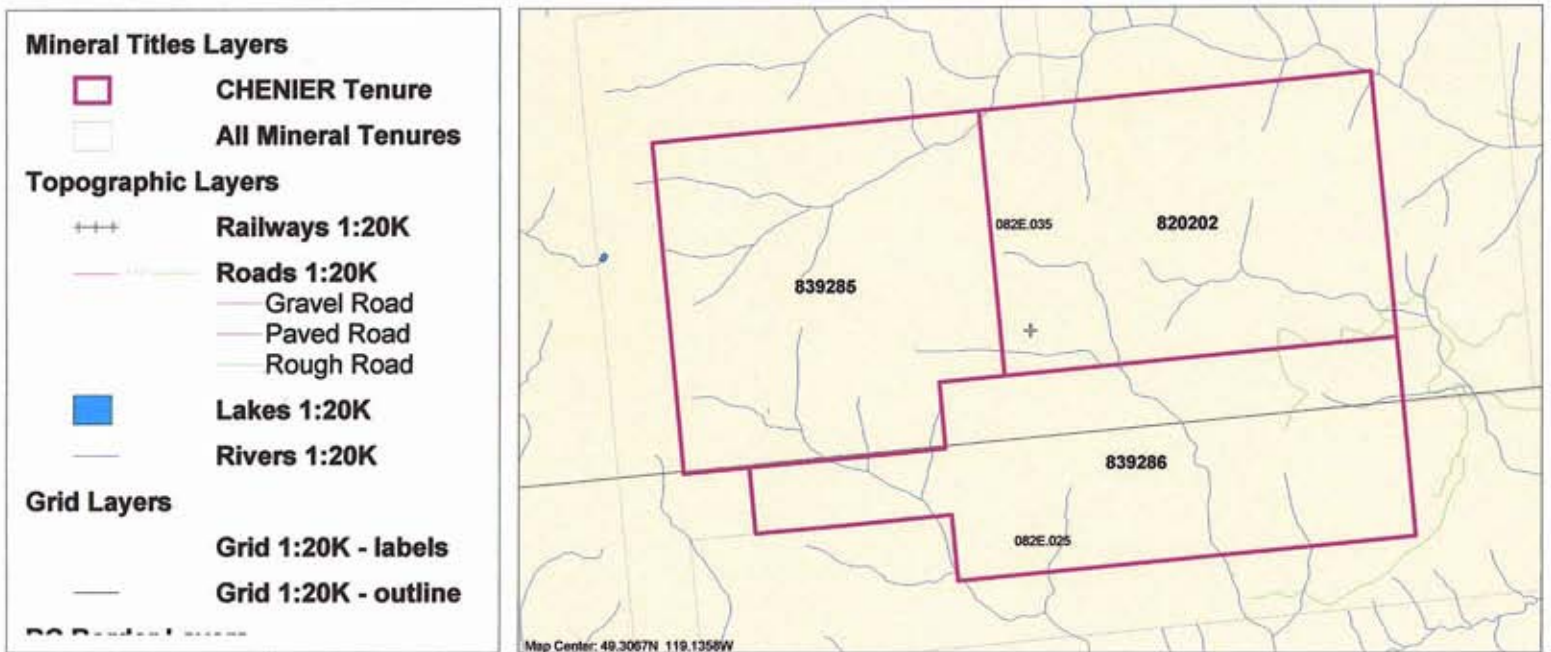 Mineral Titles Layers
CHENIER Tenure
All Mineral Tenures
Topographic Layers
Railways 1:20K
Roads 1:20K
Gravel Road
Paved Road
Rough Road
Lakes 1:20K
Rivers 1:20K
Grid Layers
Grid 1:20K - labels
Grid 1:20K - outline
082E.035
820202
839285
839286
082E.025
Map Center: 49.3067N 119.1358W